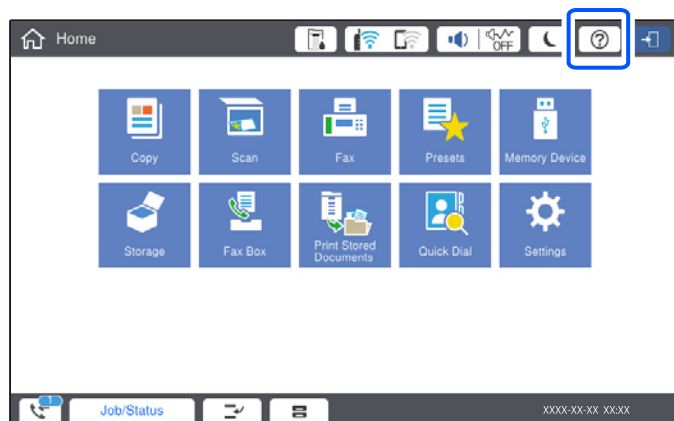 Home
OFF
?
Copy
Scan
Fax
Presets
Memory Device
Storage
Fax Box
Print Stored
Documents
Quick Dial
Settings
1
Job/Status
XXXX-XX-XX XX:XX